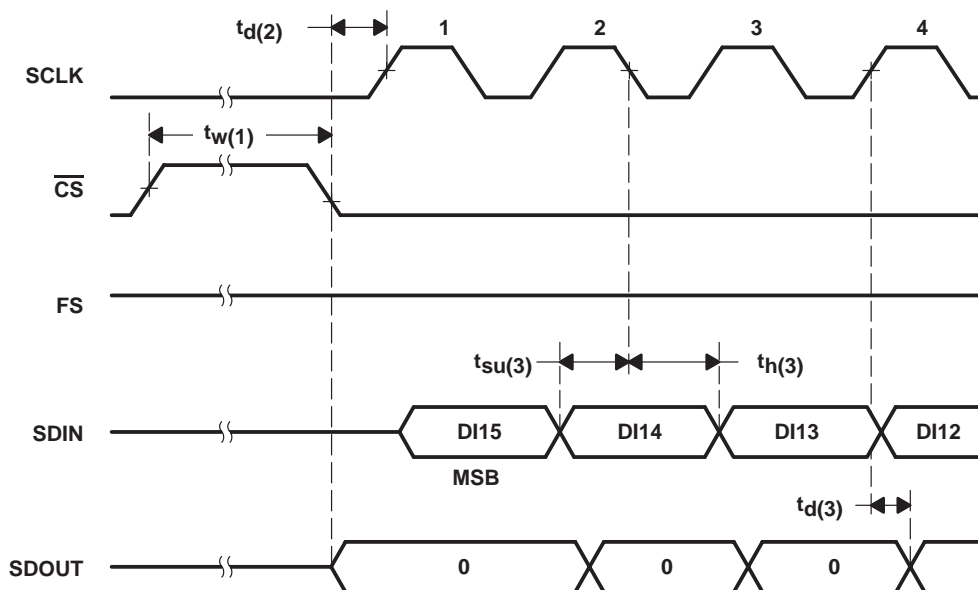 td(2)
1 2 3 4
SCLK
tw(1)
CS
FS
tsu(3) th(3)
SDIN DI15 DI14 DI13 DI12
MSB
td(3)
SDOUT 0 0 0